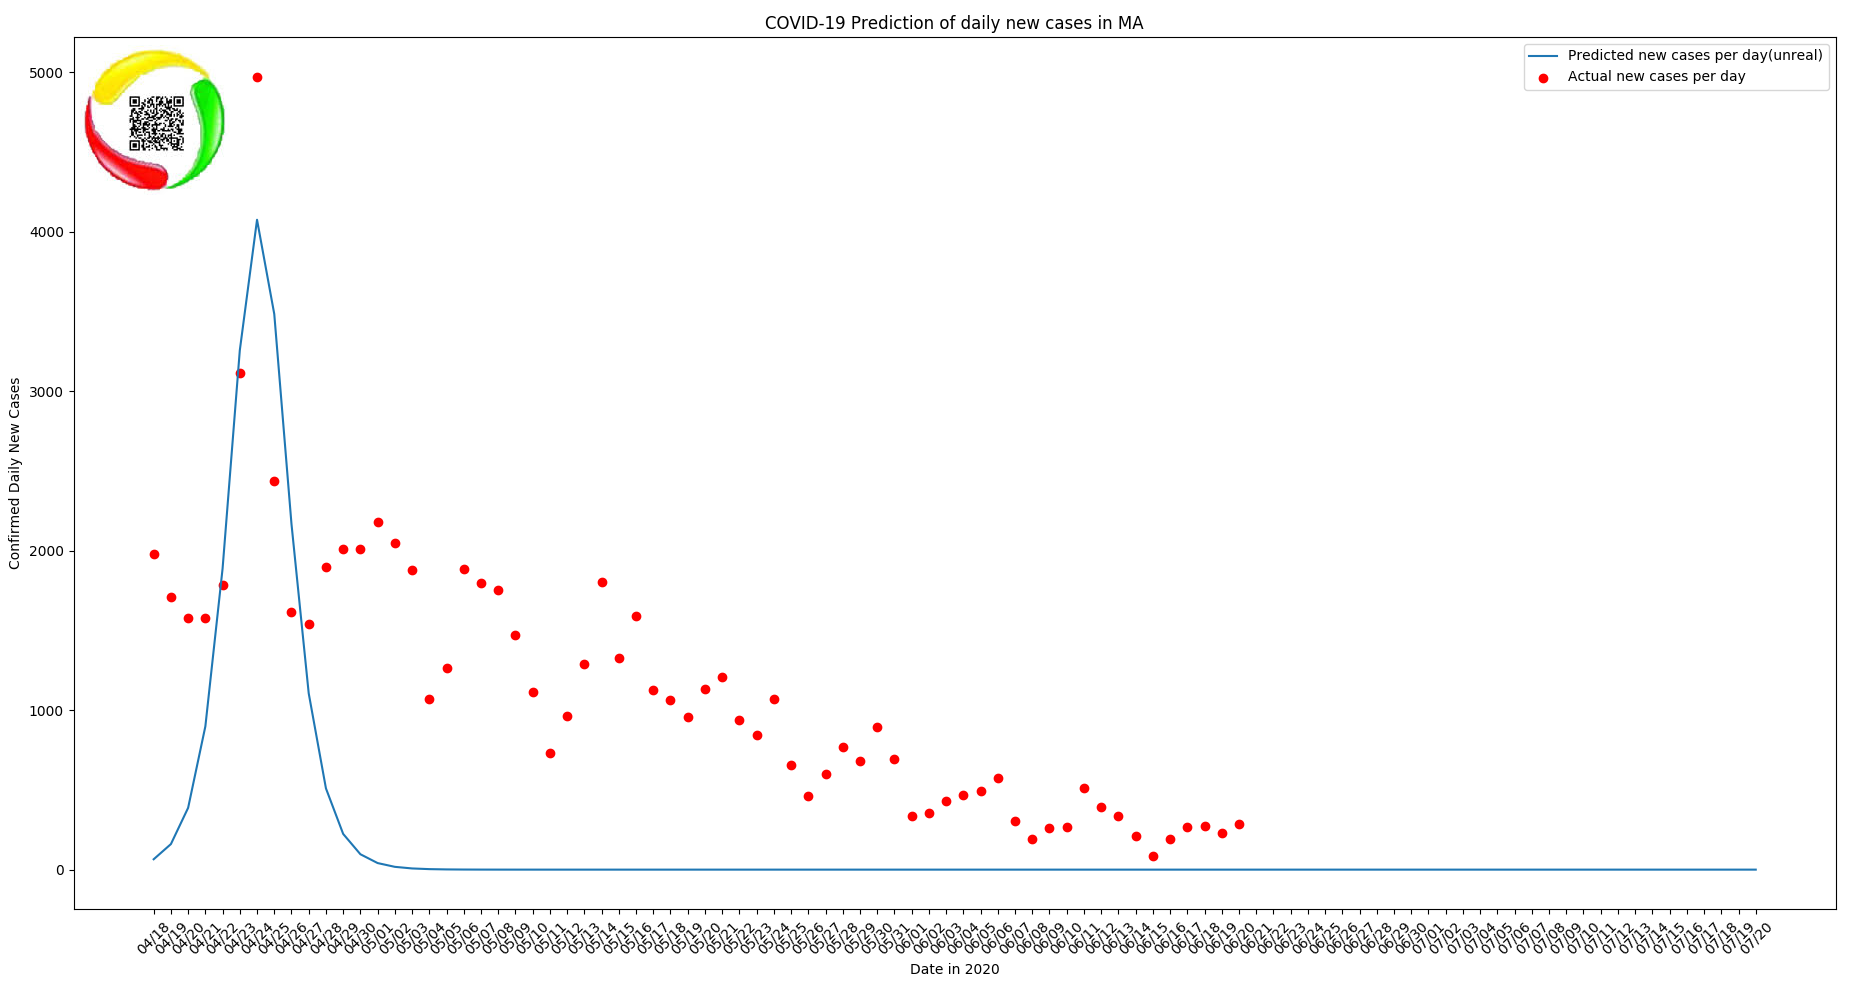 COVID-19 Prediction of daily new cases in MA
Predicted new cases per day(unreal)
Actual new cases per day
Confirmed Daily New Cases
5000
4000
3000
2000
1000
0
04/18 04/19 04/20 04/21 04/22 04/23 04/24 04/25 04/26 04/27 04/28 04/29 04/30 05/01 05/02 05/03 05/04 05/05 05/06 05/07 05/08 05/09 05/10 05/11 05/12 05/13 05/14 05/15 05/16 05/17 05/18 05/19 05/20 05/21 05/22 05/23 05/24 05/25 05/26 05/27 05/28 05/29 05/30 05/31 06/01 06/02 06/03 06/04 06/05 06/06 06/07 06/08 06/09 06/10 06/11 06/12 06/13 06/14 06/15 06/16 06/17 06/18 06/19 06/20 06/21 06/22 06/23 06/24 06/25 06/26 06/27 06/28 06/29 06/30 07/01 07/02 07/03 07/04 07/05 07/06 07/07 07/08 07/09 07/10 07/11 07/12 07/13 07/14 07/15 07/16 07/17 07/18 07/19 07/20
Date in 2020